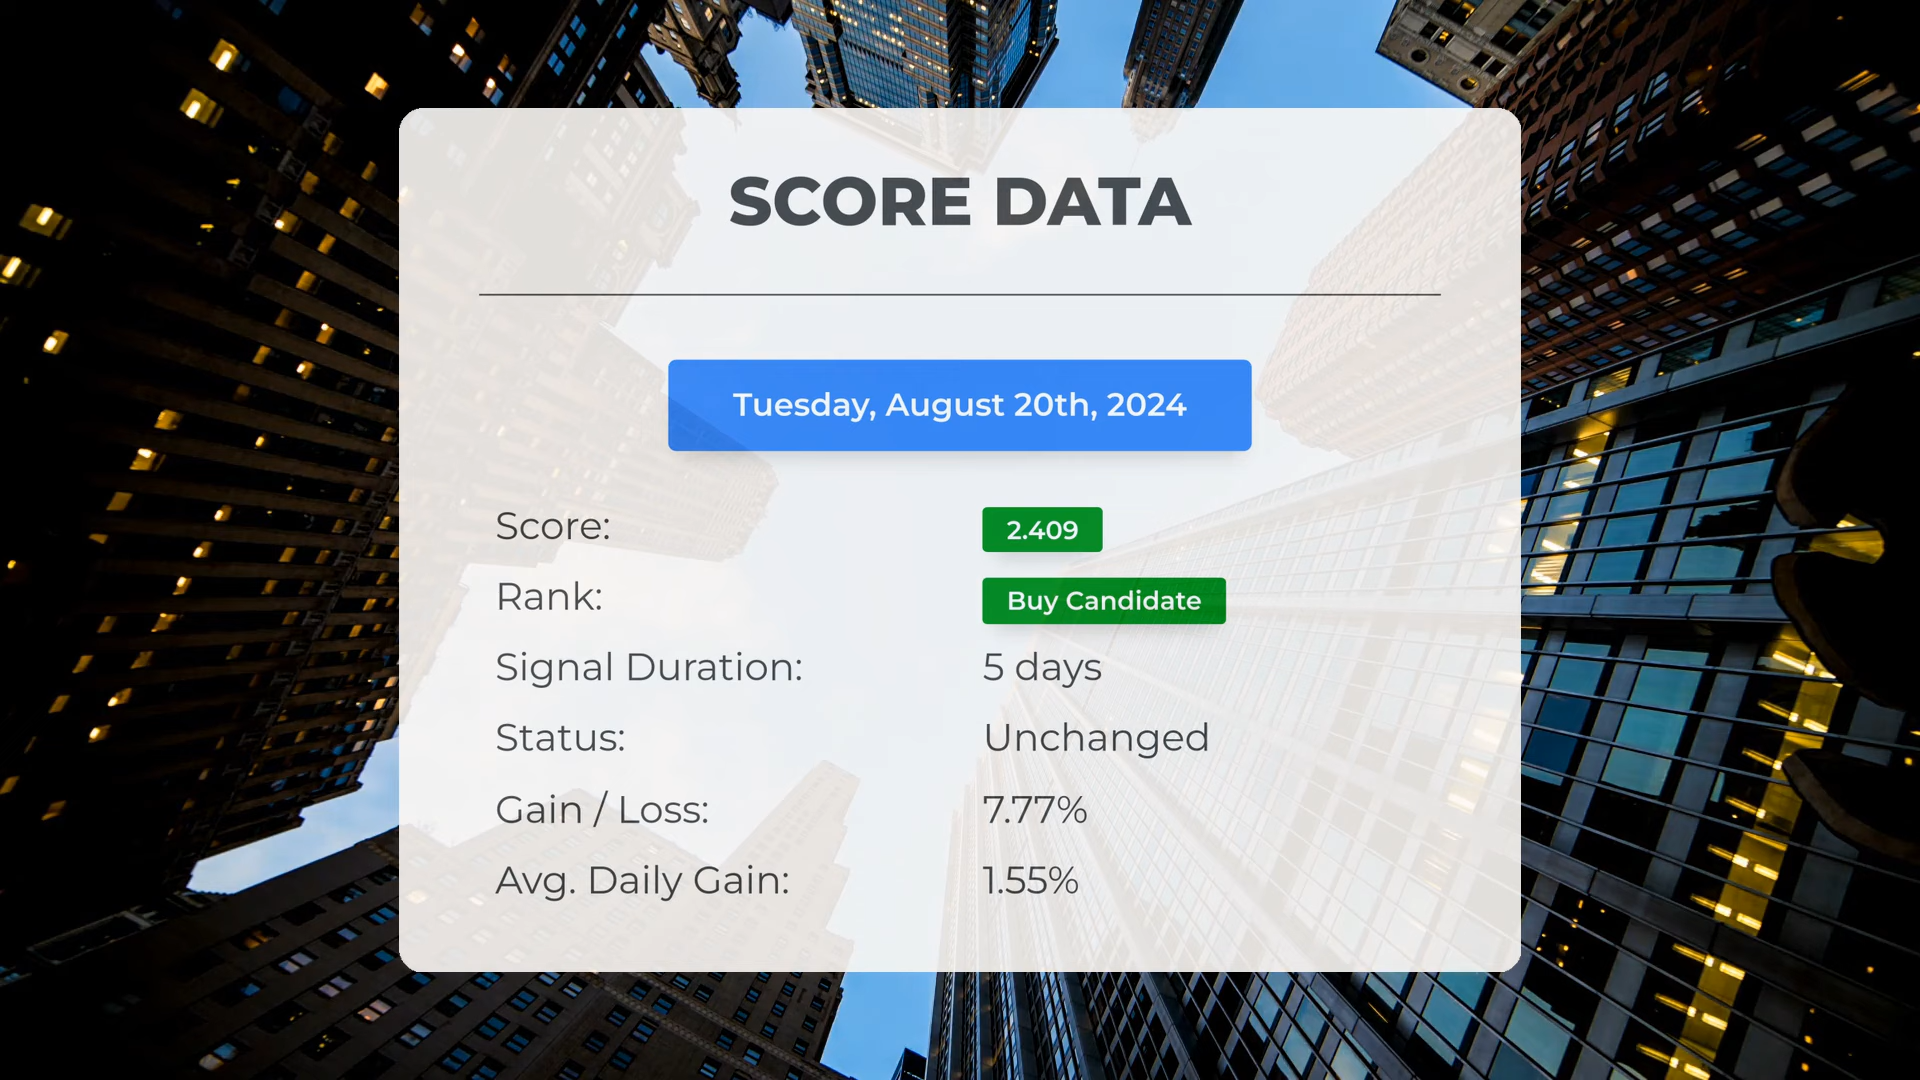 SCORE DATA
Tuesday, August 20th, 2024
Score: 2.409
Rank: Buy Candidate
Signal Duration: 5 days
Status: Unchanged
Gain / Loss: 7.77%
Avg. Daily Gain: 1.55%